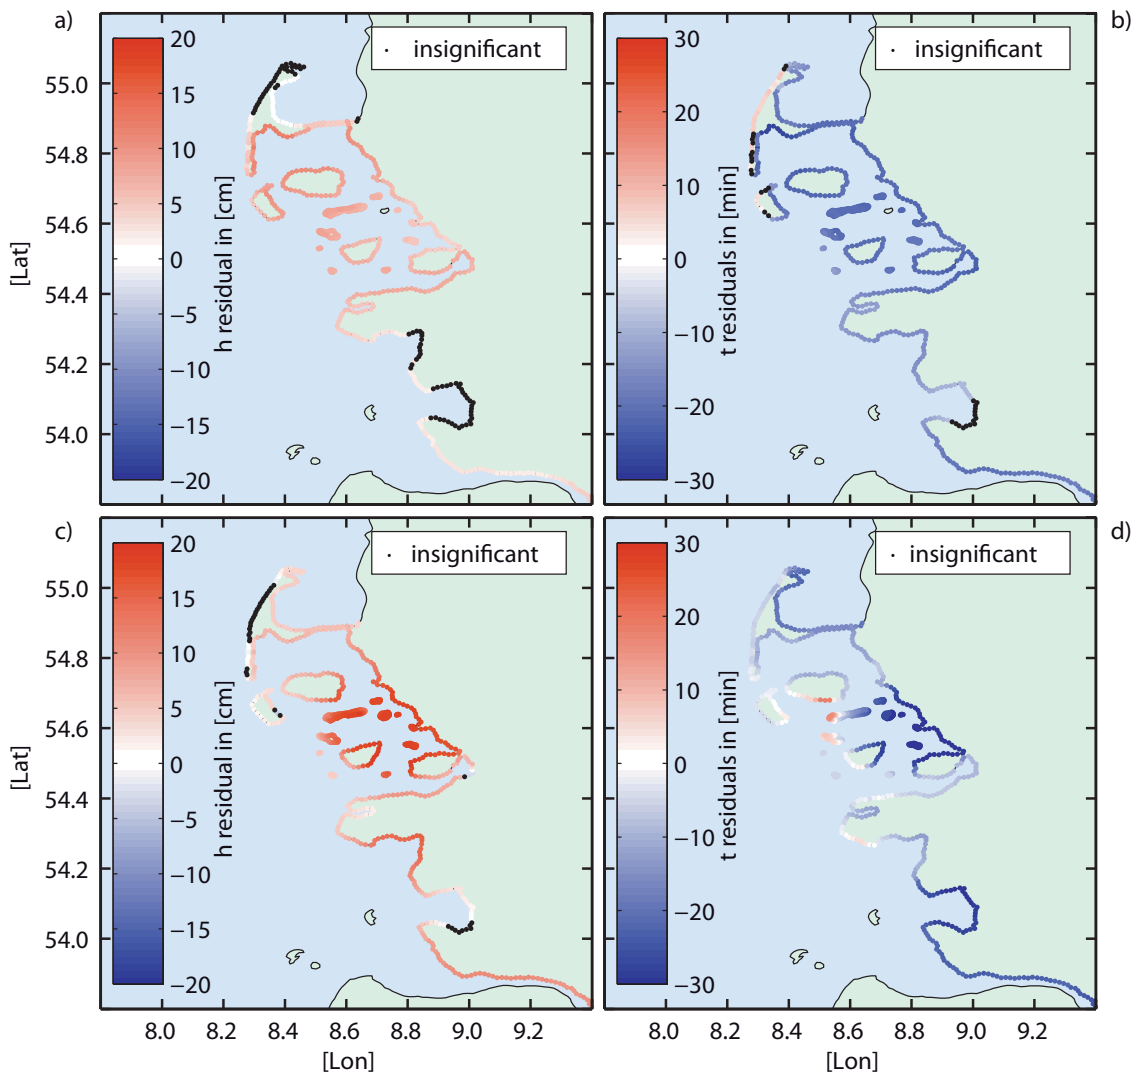 a)
20
15
10
5
0
−5
−10
−15
−20
h residual in [cm]
insignificant
55.0
54.8
54.6
54.4
54.2
54.0
[Lat]
b)
30
20
10
0
−10
−20
−30
t residuals in [min]
insignificant
c)
20
15
10
5
0
−5
−10
−15
−20
h residual in [cm]
insignificant
55.0
54.8
54.6
54.4
54.2
54.0
[Lat]
8.0 8.2 8.4 8.6 8.8 9.0 9.2
[Lon]
d)
30
20
10
0
−10
−20
−30
t residuals in [min]
insignificant
8.0 8.2 8.4 8.6 8.8 9.0 9.2
[Lon]